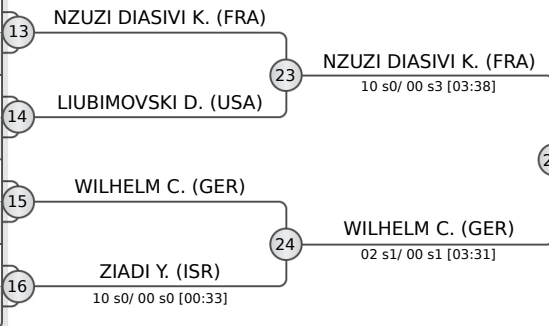 NZUZI DIASIVI K. (FRA)
13
23
NZUZI DIASIVI K. (FRA)
10 s0/ 00 s3 [03:38]
LIUBIMOVSKI D. (USA)
14
WILHELM C. (GER)
15
24
WILHELM C. (GER)
02 s1/ 00 s1 [03:31]
ZIADI Y. (ISR)
16
10 s0/ 00 s0 [00:33]